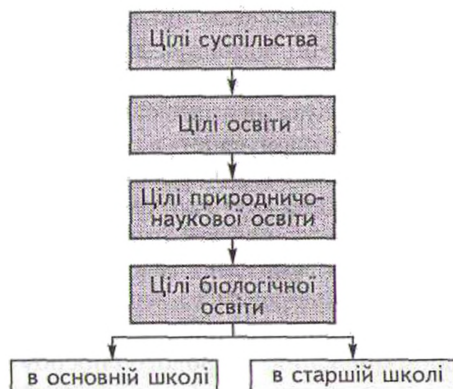 Цілі суспільства
Цілі освіти
Цілі природничо-
наукової освіти
Цілі біологічної
освіти
в основній школі
в старшій школі